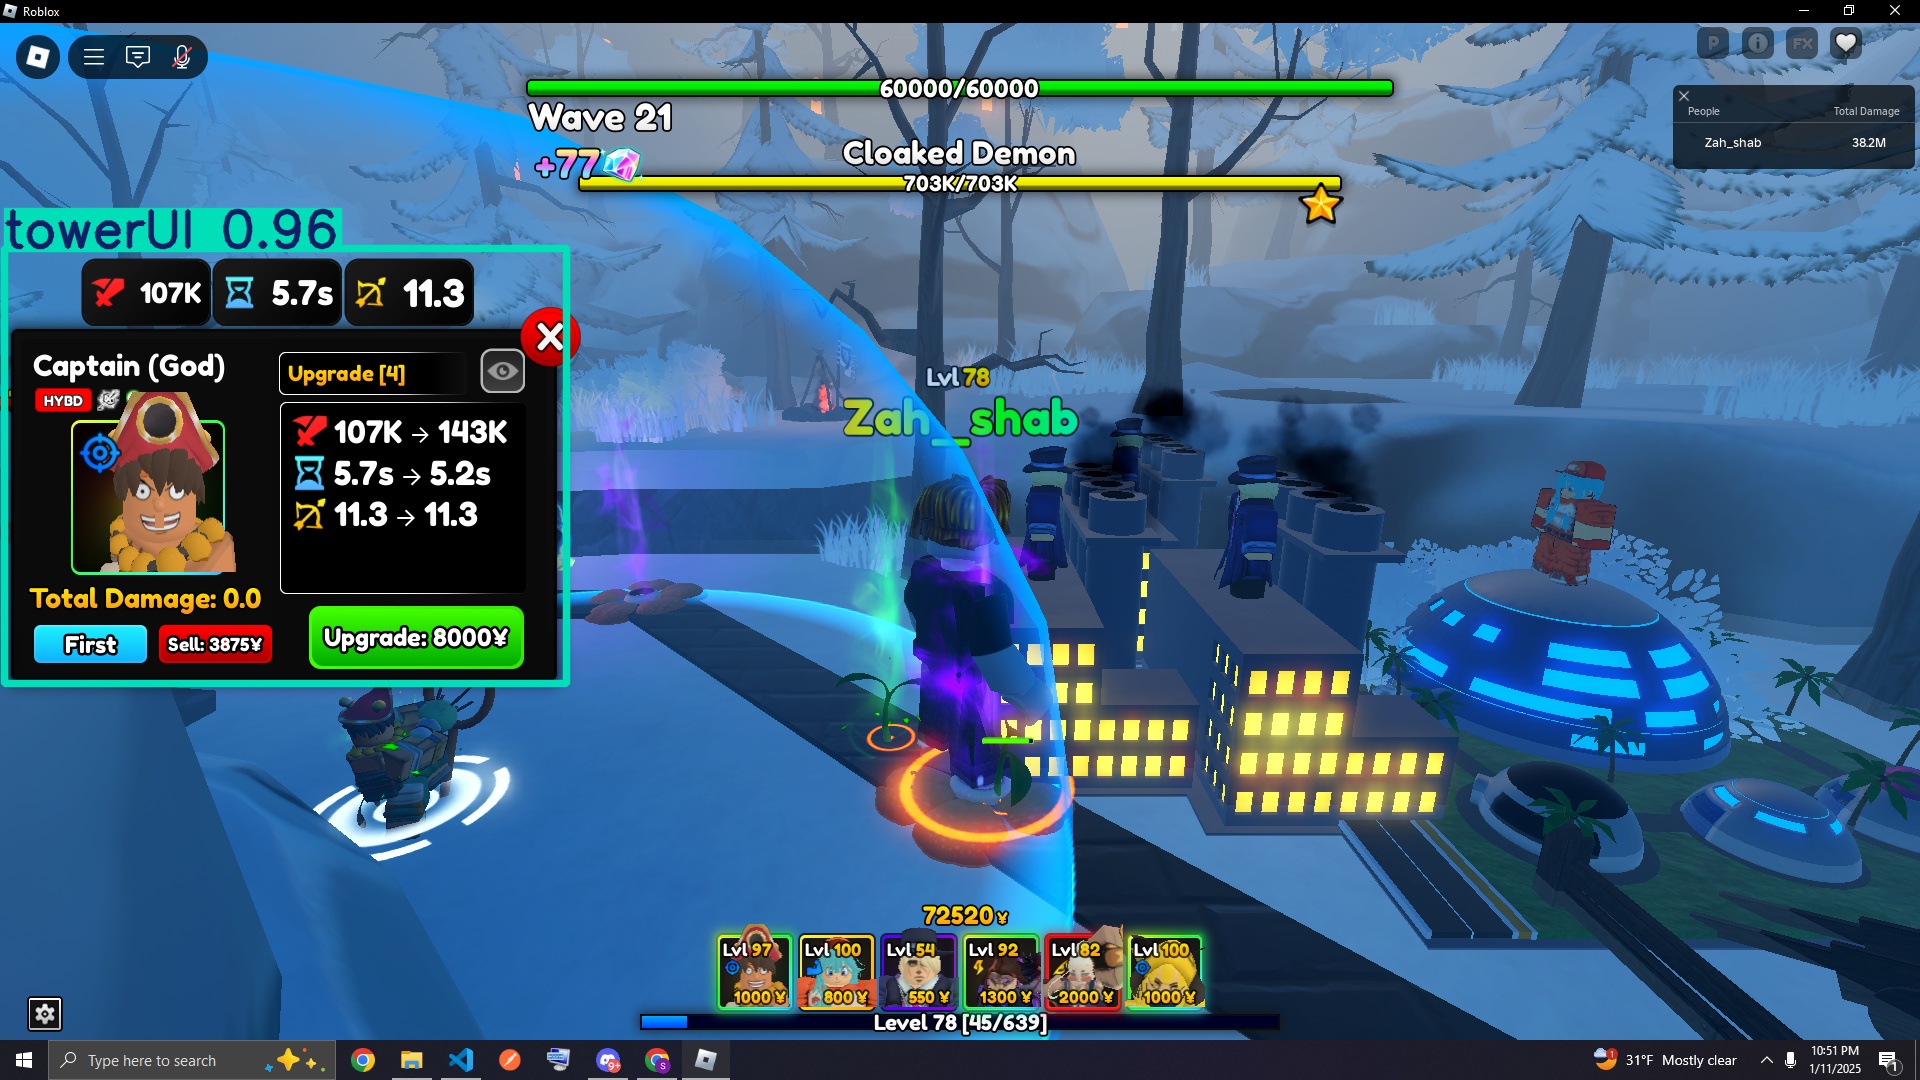 Roblox
P
FX
60000/60000
Wave 21
+77
Cloaked Demon
703K/703K
People
Total Damage
Zah_shab
38.2M
towerUI 0.96
107K
5.7s
11.3
Captain (God)
HYBD
Upgrade [4]
107K → 143K
5.7s → 5.2s
11.3 → 11.3
Total Damage: 0.0
First
Sell: 3875¥
Upgrade: 8000¥
Lvl 78
Zah_shab
72520¥
Lvl 97
1000 ¥
Lvl 100
800 ¥
Lvl 54
550 ¥
Lvl 92
1300 ¥
Lvl 82
2000 ¥
Lvl 100
1000 ¥
Level 78 [45/639]
Type here to search
9+
S
1
31°F Mostly clear
10:51 PM
1/11/2025
1